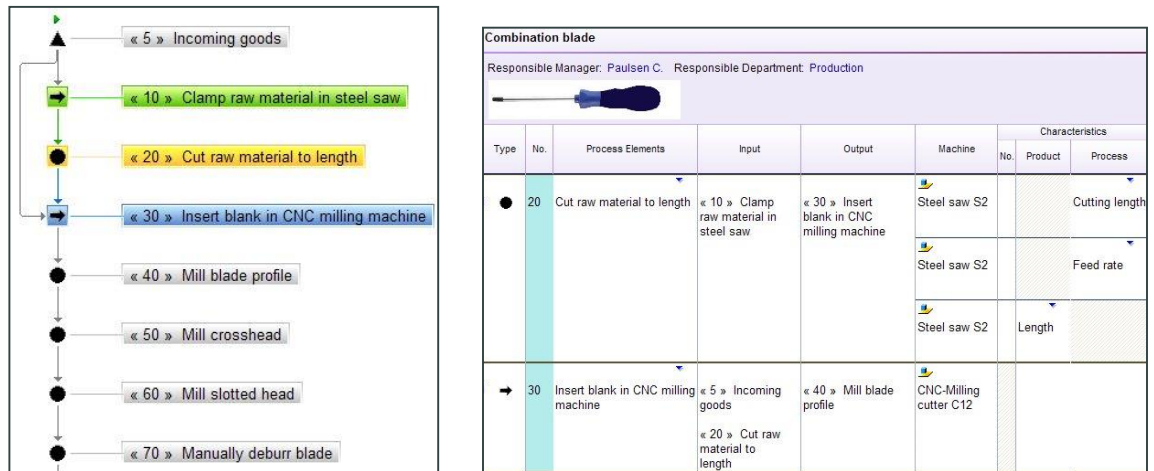 « 5 » Incoming goods
« 10 » Clamp raw material in steel saw
« 20 » Cut raw material to length
« 30 » Insert blank in CNC milling machine
« 40 » Mill blade profile
« 50 » Mill crosshead
« 60 » Mill slotted head
« 70 » Manually deburr blade
Combination blade
Responsible Manager: Paulsen C. Responsible Department: Production
Characteristics
Type No. Process Elements Input Output Machine No. Product Process
20 Cut raw material to length « 10 » Clamp « 30 » Insert Steel saw S2 Cutting length
raw material in blank in CNC
steel saw milling machine
Steel saw S2 Feed rate
Steel saw S2 Length
30 Insert blank in CNC milling « 5 » Incoming « 40 » Mill blade CNC-Milling
machine goods profile cutter C12
« 20 » Cut raw
material to
length